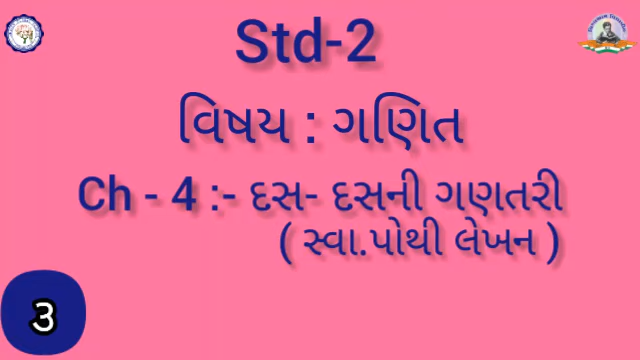 Std-2
વિષય : ગણિત
Ch - 4 :- દસ- દસની ગણતરી
( સ્વા.પોથી લેખન )
૩